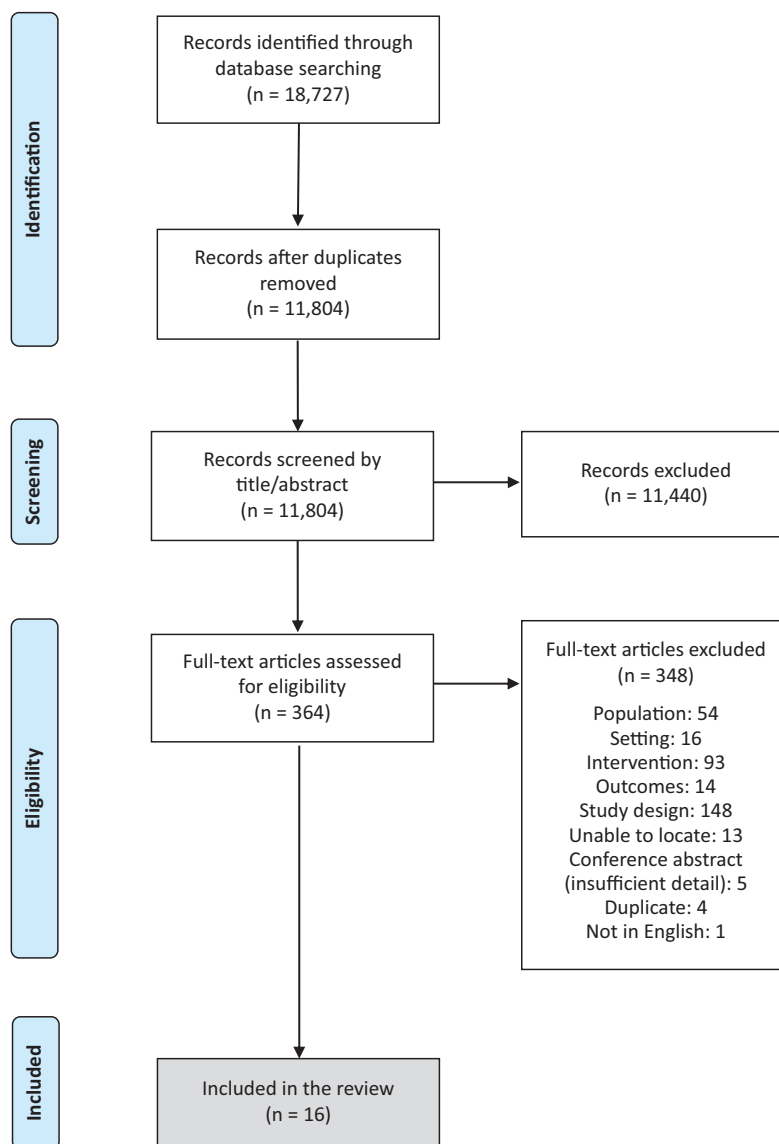 Identification
Records identified through
database searching
(n = 18,727)
Records after duplicates
removed
(n = 11,804)
Screening
Records screened by
title/abstract
(n = 11,804)
Records excluded
(n = 11,440)
Eligibility
Full-text articles assessed
for eligibility
(n = 364)
Full-text articles excluded
(n = 348)
Population: 54
Setting: 16
Intervention: 93
Outcomes: 14
Study design: 148
Unable to locate: 13
Conference abstract
(insufficient detail): 5
Duplicate: 4
Not in English: 1
Included
Included in the review
(n = 16)